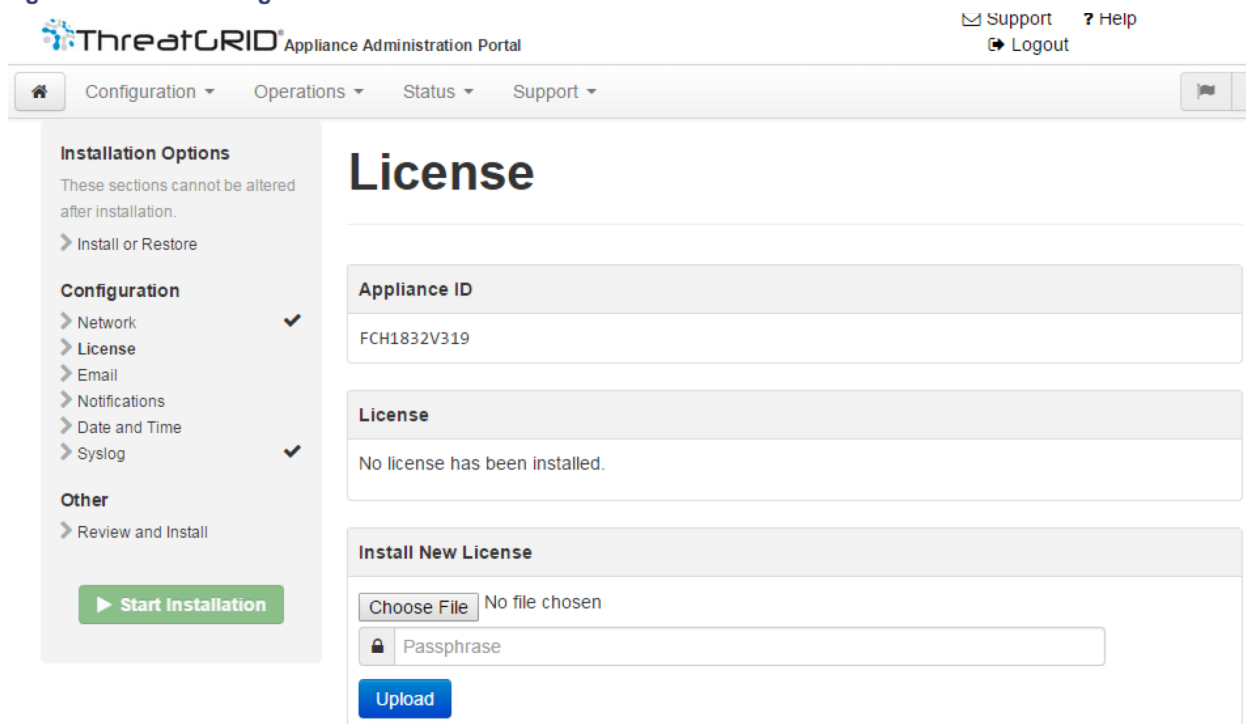 ThreatGRID® Appliance Administration Portal
Support ? Help
Logout
Configuration Operations Status Support
Installation Options
These sections cannot be altered
after installation.
Install or Restore
Configuration
Network
License
Email
Notifications
Date and Time
Syslog
Other
Review and Install
Start Installation
License
Appliance ID
FCH1832V319
License
No license has been installed.
Install New License
Choose File No file chosen
Passphrase
Upload